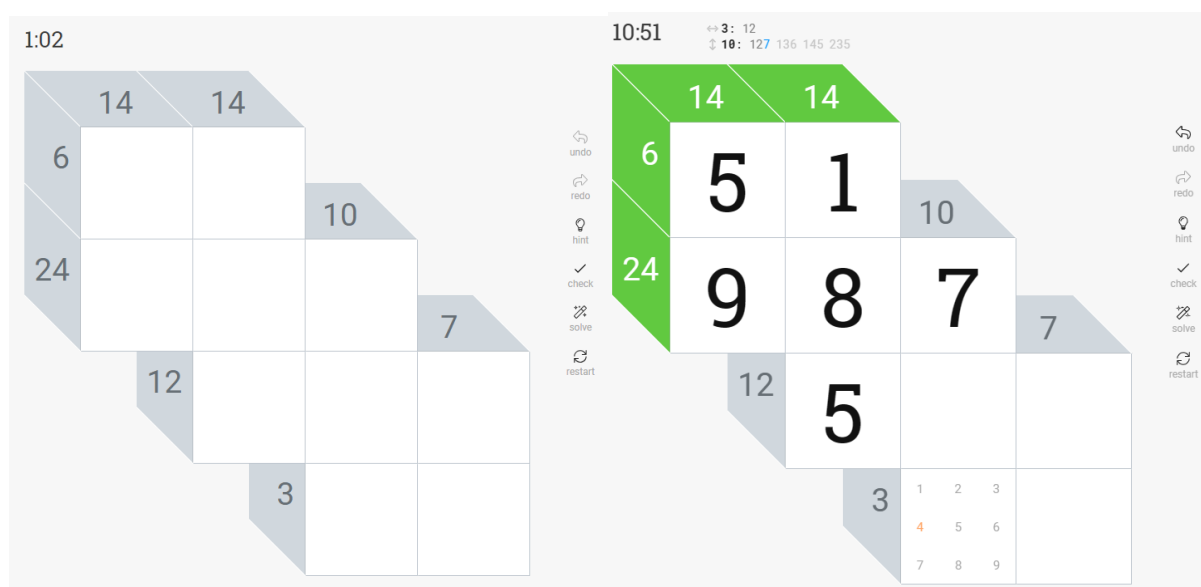 1:02
14 14
6
10
24
7
12
3
undo
redo
hint
check
solve
restart
10:51
↔ 3: 12
↕ 10: 127 136 145 235
14 14
6 5 1
10
24 9 8 7
7
12 5
3
1 2 3
4 5 6
7 8 9
undo
redo
hint
check
solve
restart